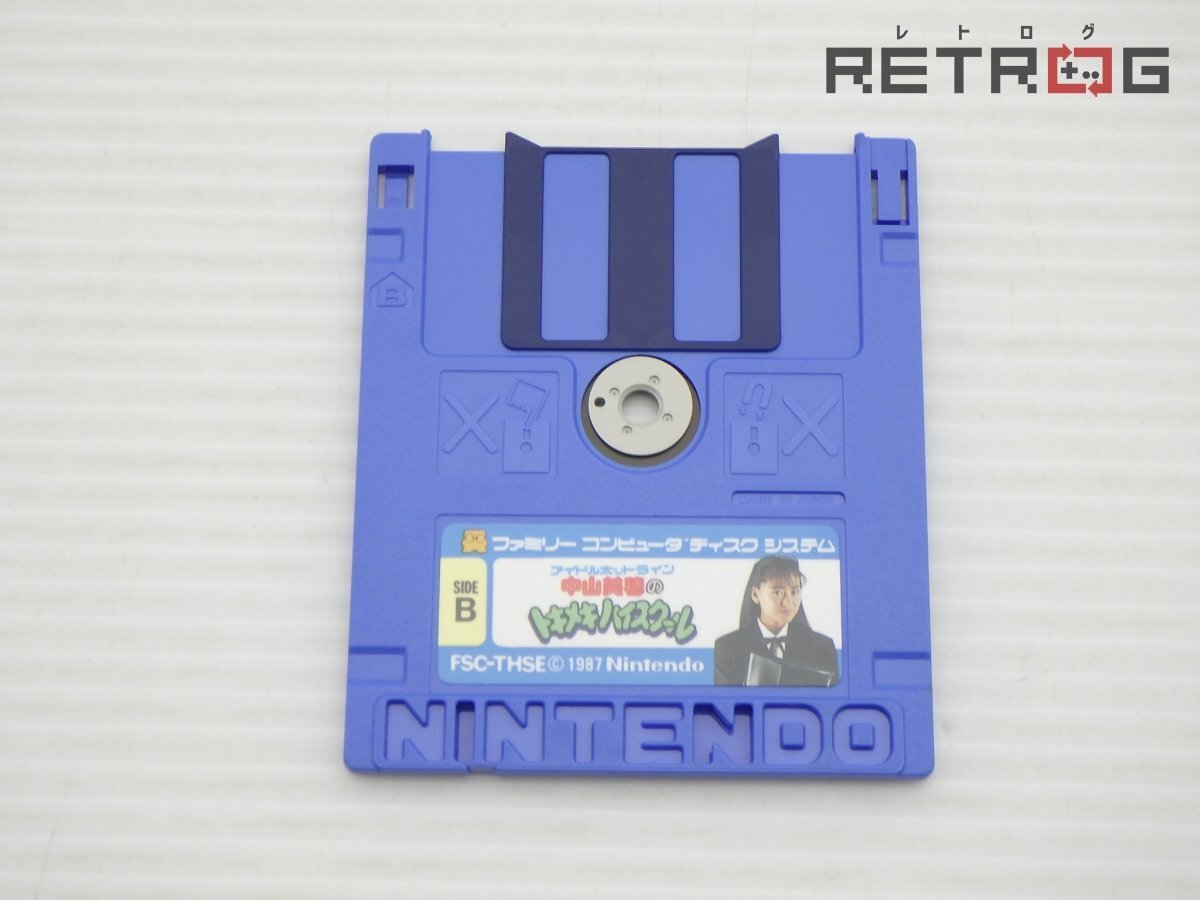 レトログ
RETROG
B
ファミリー コンピュータ™ ディスク システム
アイドルホットライン
SIDE
B
中山美穂の
トキメキハイスクール
FSC-THSE © 1987 Nintendo
NINTENDO